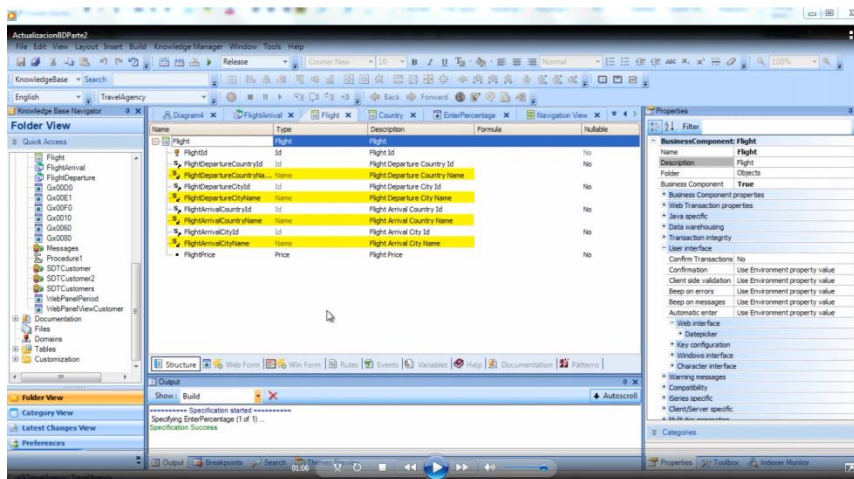 ActualizacionBDParte2
File Edit View Layout Insert Build Knowledge Manager Window Tools Help
Release Courier New 10 B I U Normal 100%
KnowledgeBase Search
English TravelAgency Back Forward
Knowledge Base Navigator
Diagram4 FlightArrival Flight Country EnterPercentage Navigation View
Properties
Folder View
Quick Access
Flight
FlightArrival
FlightDeparture
Gx00D0
Gx00E1
Gx00F0
Gx0010
Gx0060
Gx0080
Messages
Procedure1
SDTCustomer
SDTCustomer2
SDTCustomers
WebPanelPeriod
WebPanelViewCustomer
Documentation
Files
Domains
Tables
Customization
Folder View
Category View
Latest Changes View
Preferences
Name Type Description Formula Nullable
Flight Flight Flight
FlightId Id Flight Id No
FlightDepartureCountryId Id Flight Departure Country Id No
FlightDepartureCountryNa... Name Flight Departure Country Name
FlightDepartureCityId Id Flight Departure City Id No
FlightDepartureCityName Name Flight Departure City Name
FlightArrivalCountryId Id Flight Arrival Country Id No
FlightArrivalCountryName Name Flight Arrival Country Name
FlightArrivalCityId Id Flight Arrival City Id No
FlightArrivalCityName Name Flight Arrival City Name
FlightPrice Price Flight Price No
Structure Web Form Win Form Rules Events Variables Help Documentation Patterns
Output
Show: Build Autoscroll
========== Specification started ==========
Specifying EnterPercentage (1 of 1) ...
Specification Success
Output Breakpoints Search
01:06
Filter
BusinessComponent: Flight
Name Flight
Description Flight
Folder Objects
Business Component True
Business Component properties
Web Transaction properties
Java specific
Data warehousing
Transaction integrity
User interface
Confirm Transactions No
Confirmation Use Environment property value
Client side validation Use Environment property value
Beep on errors Use Environment property value
Beep on messages Use Environment property value
Automatic enter Use Environment property value
Web interface
Datepicker
Key configuration
Windows interface
Character interface
Warning messages
Compatibility
iSeries specific
Client/Server specific
Categories
Properties Toolbox Indexer Monitor